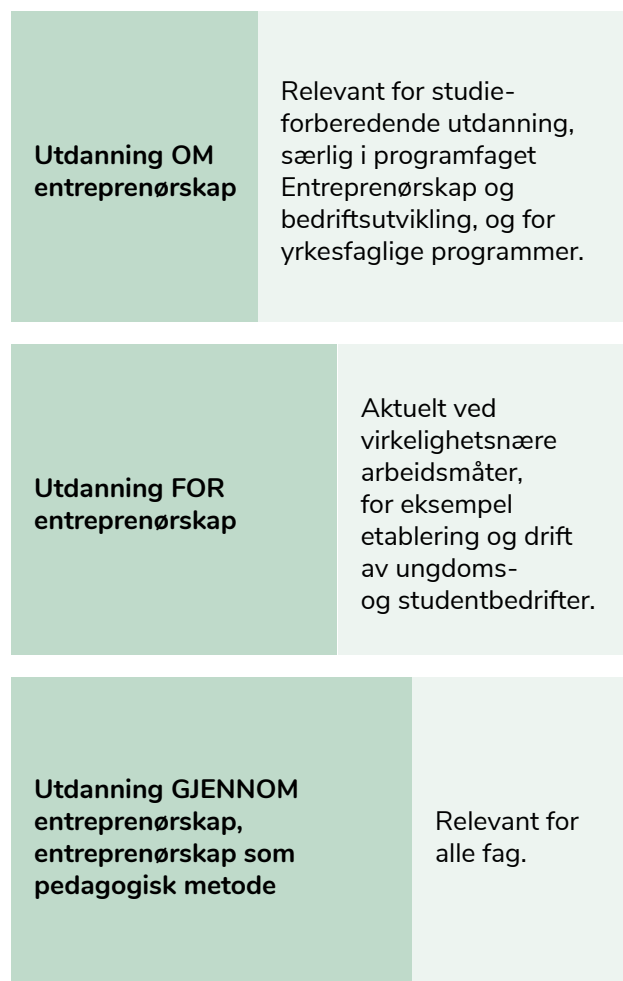 Utdanning OM
entreprenørskap
Relevant for studie-
forberedende utdanning,
særlig i programfaget
Entreprenørskap og
bedriftsutvikling, og for
yrkesfaglige programmer.
Utdanning FOR
entreprenørskap
Aktuelt ved
virkelighetsnære
arbeidsmåter,
for eksempel
etablering og drift
av ungdoms-
og studentbedrifter.
Utdanning GJENNOM
entreprenørskap,
entreprenørskap som
pedagogisk metode
Relevant for
alle fag.